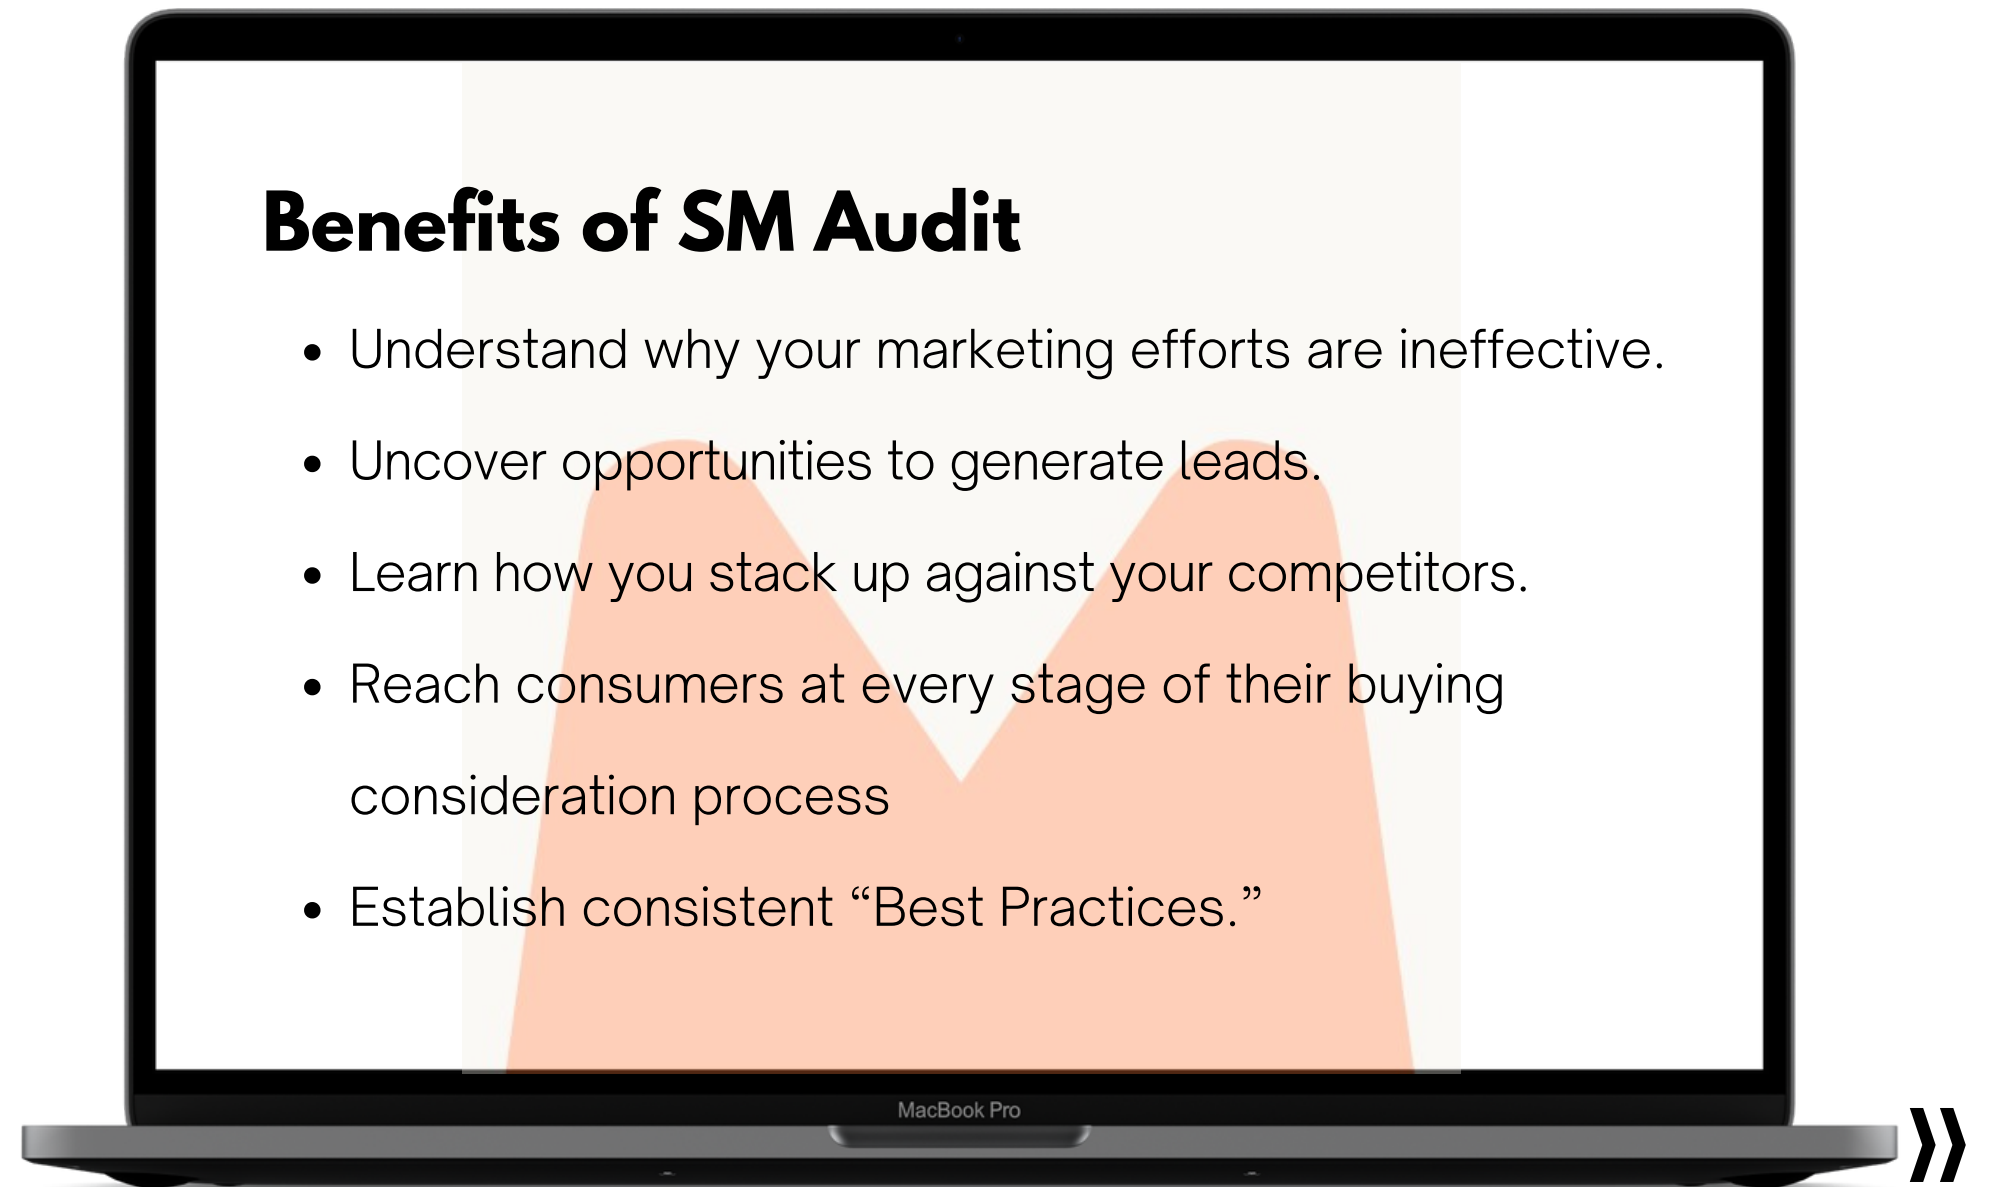 Benefits of SM Audit
• Understand why your marketing efforts are ineffective.
• Uncover opportunities to generate leads.
• Learn how you stack up against your competitors.
• Reach consumers at every stage of their buying
consideration process
• Establish consistent “Best Practices.”
MacBook Pro